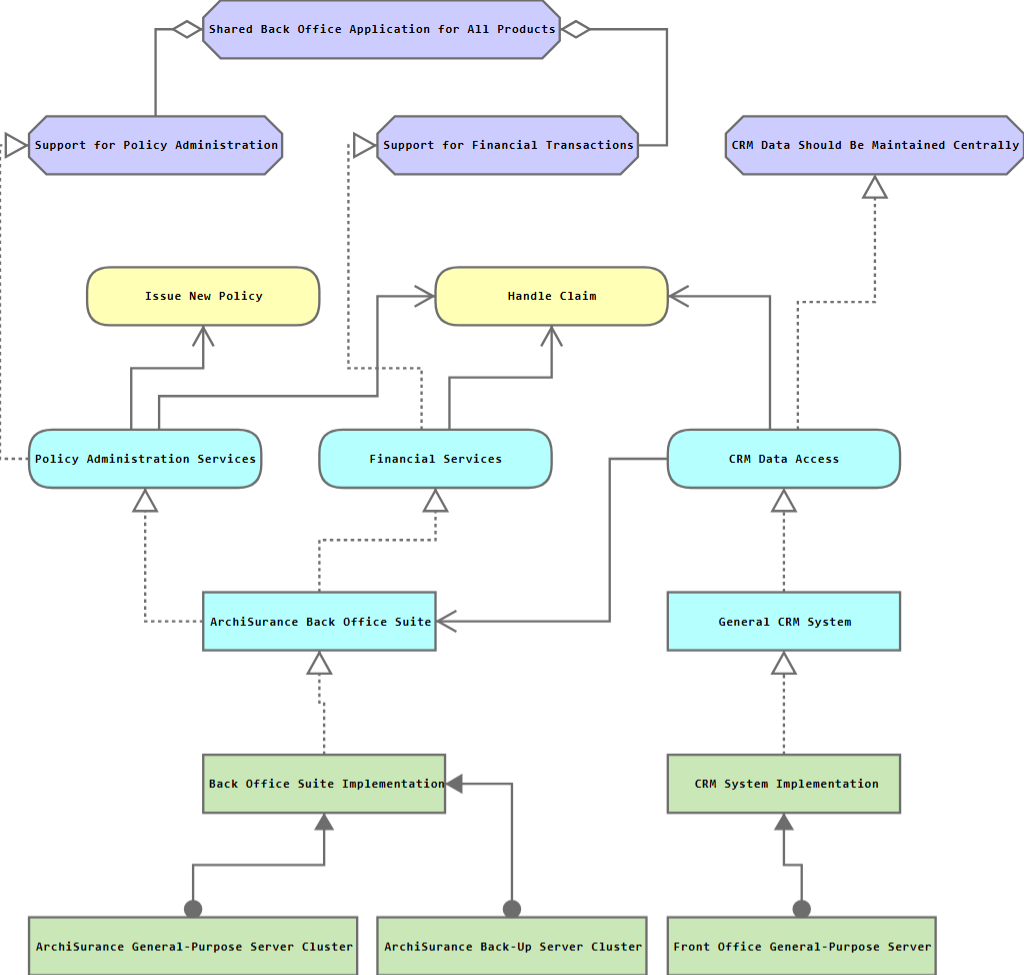 Shared Back Office Application for All Products
Support for Policy Administration
Support for Financial Transactions
CRM Data Should Be Maintained Centrally
Issue New Policy
Handle Claim
Policy Administration Services
Financial Services
CRM Data Access
ArchiSurance Back Office Suite
General CRM System
Back Office Suite Implementation
CRM System Implementation
ArchiSurance General-Purpose Server Cluster
ArchiSurance Back-Up Server Cluster
Front Office General-Purpose Server